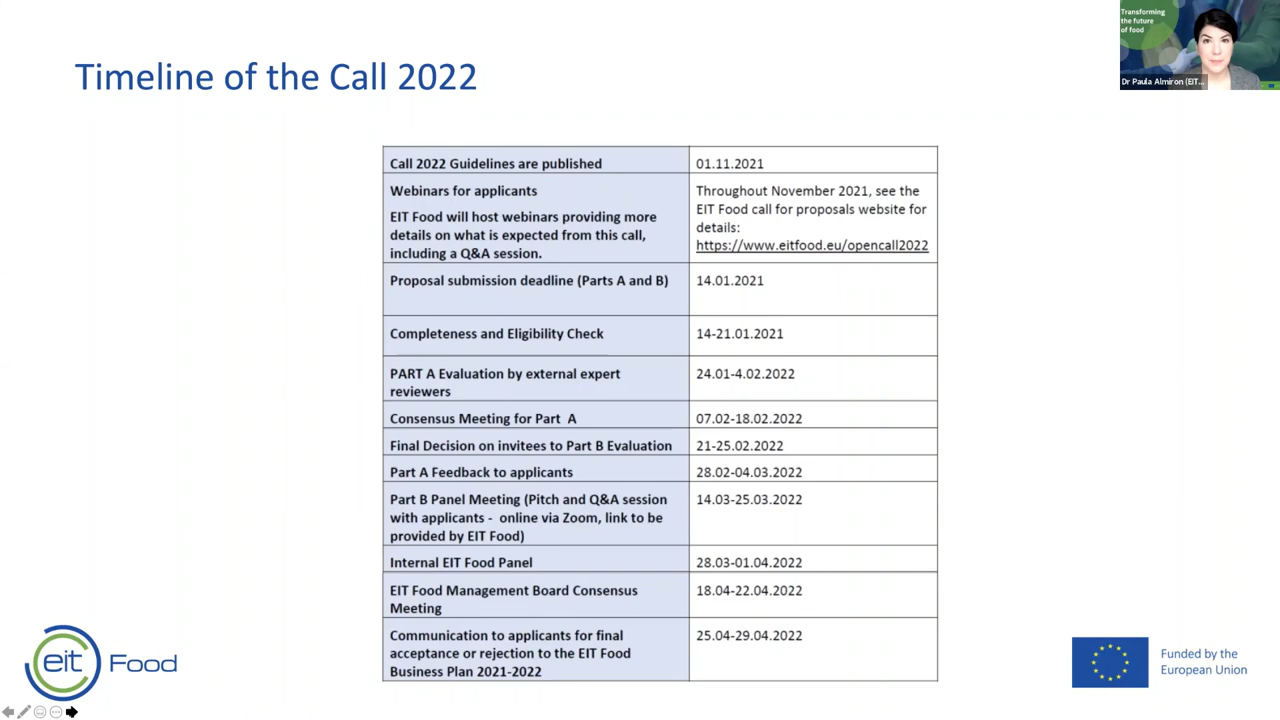 Transforming
the future
of food
Dr Paula Almiron (EIT...
Timeline of the Call 2022
Call 2022 Guidelines are published 01.11.2021
Webinars for applicants
EIT Food will host webinars providing more
details on what is expected from this call,
including a Q&A session.
Throughout November 2021, see the
EIT Food call for proposals website for
details:
https://www.eitfood.eu/opencall2022
Proposal submission deadline (Parts A and B) 14.01.2021
Completeness and Eligibility Check 14-21.01.2021
PART A Evaluation by external expert
reviewers
24.01-4.02.2022
Consensus Meeting for Part A 07.02-18.02.2022
Final Decision on invitees to Part B Evaluation 21-25.02.2022
Part A Feedback to applicants 28.02-04.03.2022
Part B Panel Meeting (Pitch and Q&A session
with applicants - online via Zoom, link to be
provided by EIT Food)
14.03-25.03.2022
Internal EIT Food Panel 28.03-01.04.2022
EIT Food Management Board Consensus
Meeting
18.04-22.04.2022
Communication to applicants for final
acceptance or rejection to the EIT Food
Business Plan 2021-2022
25.04-29.04.2022
eit Food
Funded by the
European Union